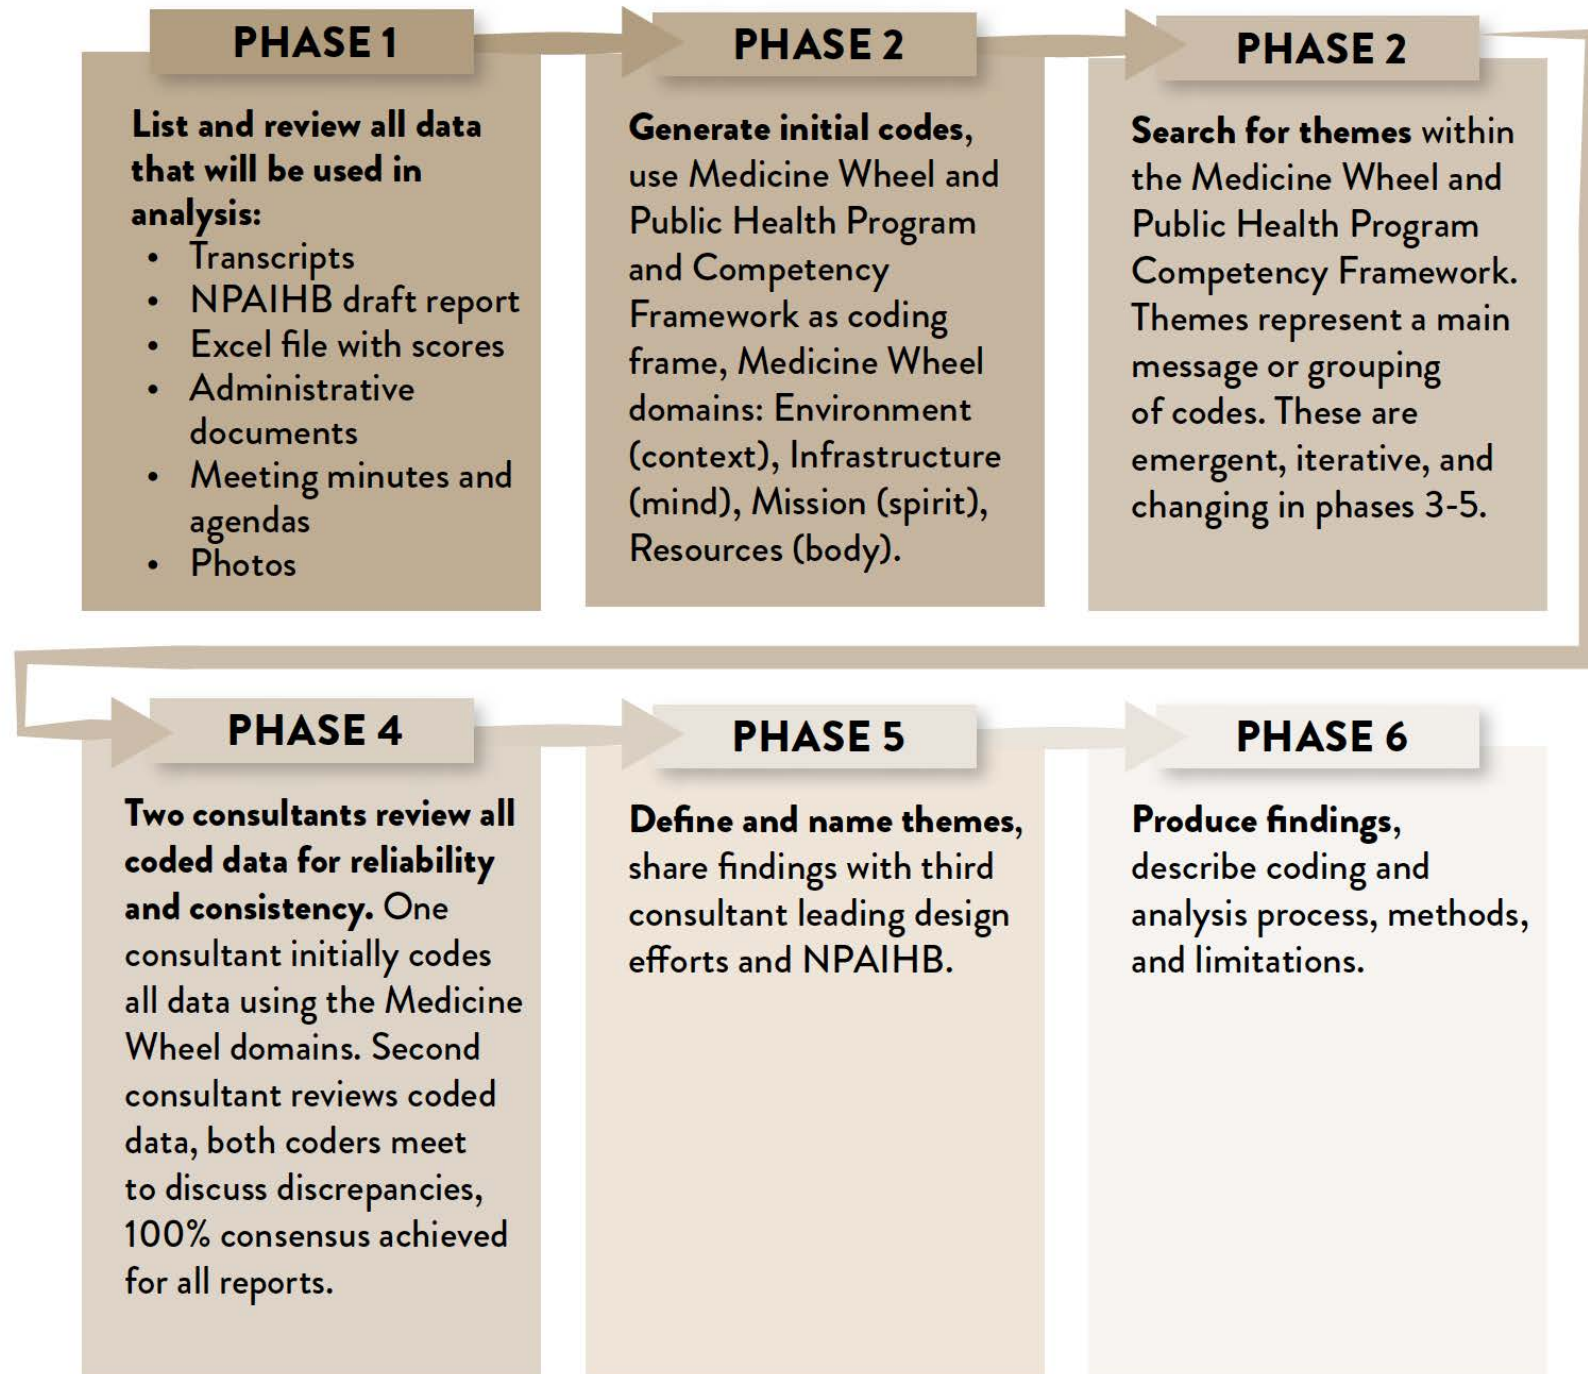 PHASE 1
List and review all data
that will be used in
analysis:
• Transcripts
• NPAIHB draft report
• Excel file with scores
• Administrative
documents
• Meeting minutes and
agendas
• Photos
PHASE 2
Generate initial codes,
use Medicine Wheel and
Public Health Program
and Competency
Framework as coding
frame, Medicine Wheel
domains: Environment
(context), Infrastructure
(mind), Mission (spirit),
Resources (body).
PHASE 2
Search for themes within
the Medicine Wheel and
Public Health Program
Competency Framework.
Themes represent a main
message or grouping
of codes. These are
emergent, iterative, and
changing in phases 3-5.
PHASE 4
Two consultants review all
coded data for reliability
and consistency. One
consultant initially codes
all data using the Medicine
Wheel domains. Second
consultant reviews coded
data, both coders meet
to discuss discrepancies,
100% consensus achieved
for all reports.
PHASE 5
Define and name themes,
share findings with third
consultant leading design
efforts and NPAIHB.
PHASE 6
Produce findings,
describe coding and
analysis process, methods,
and limitations.